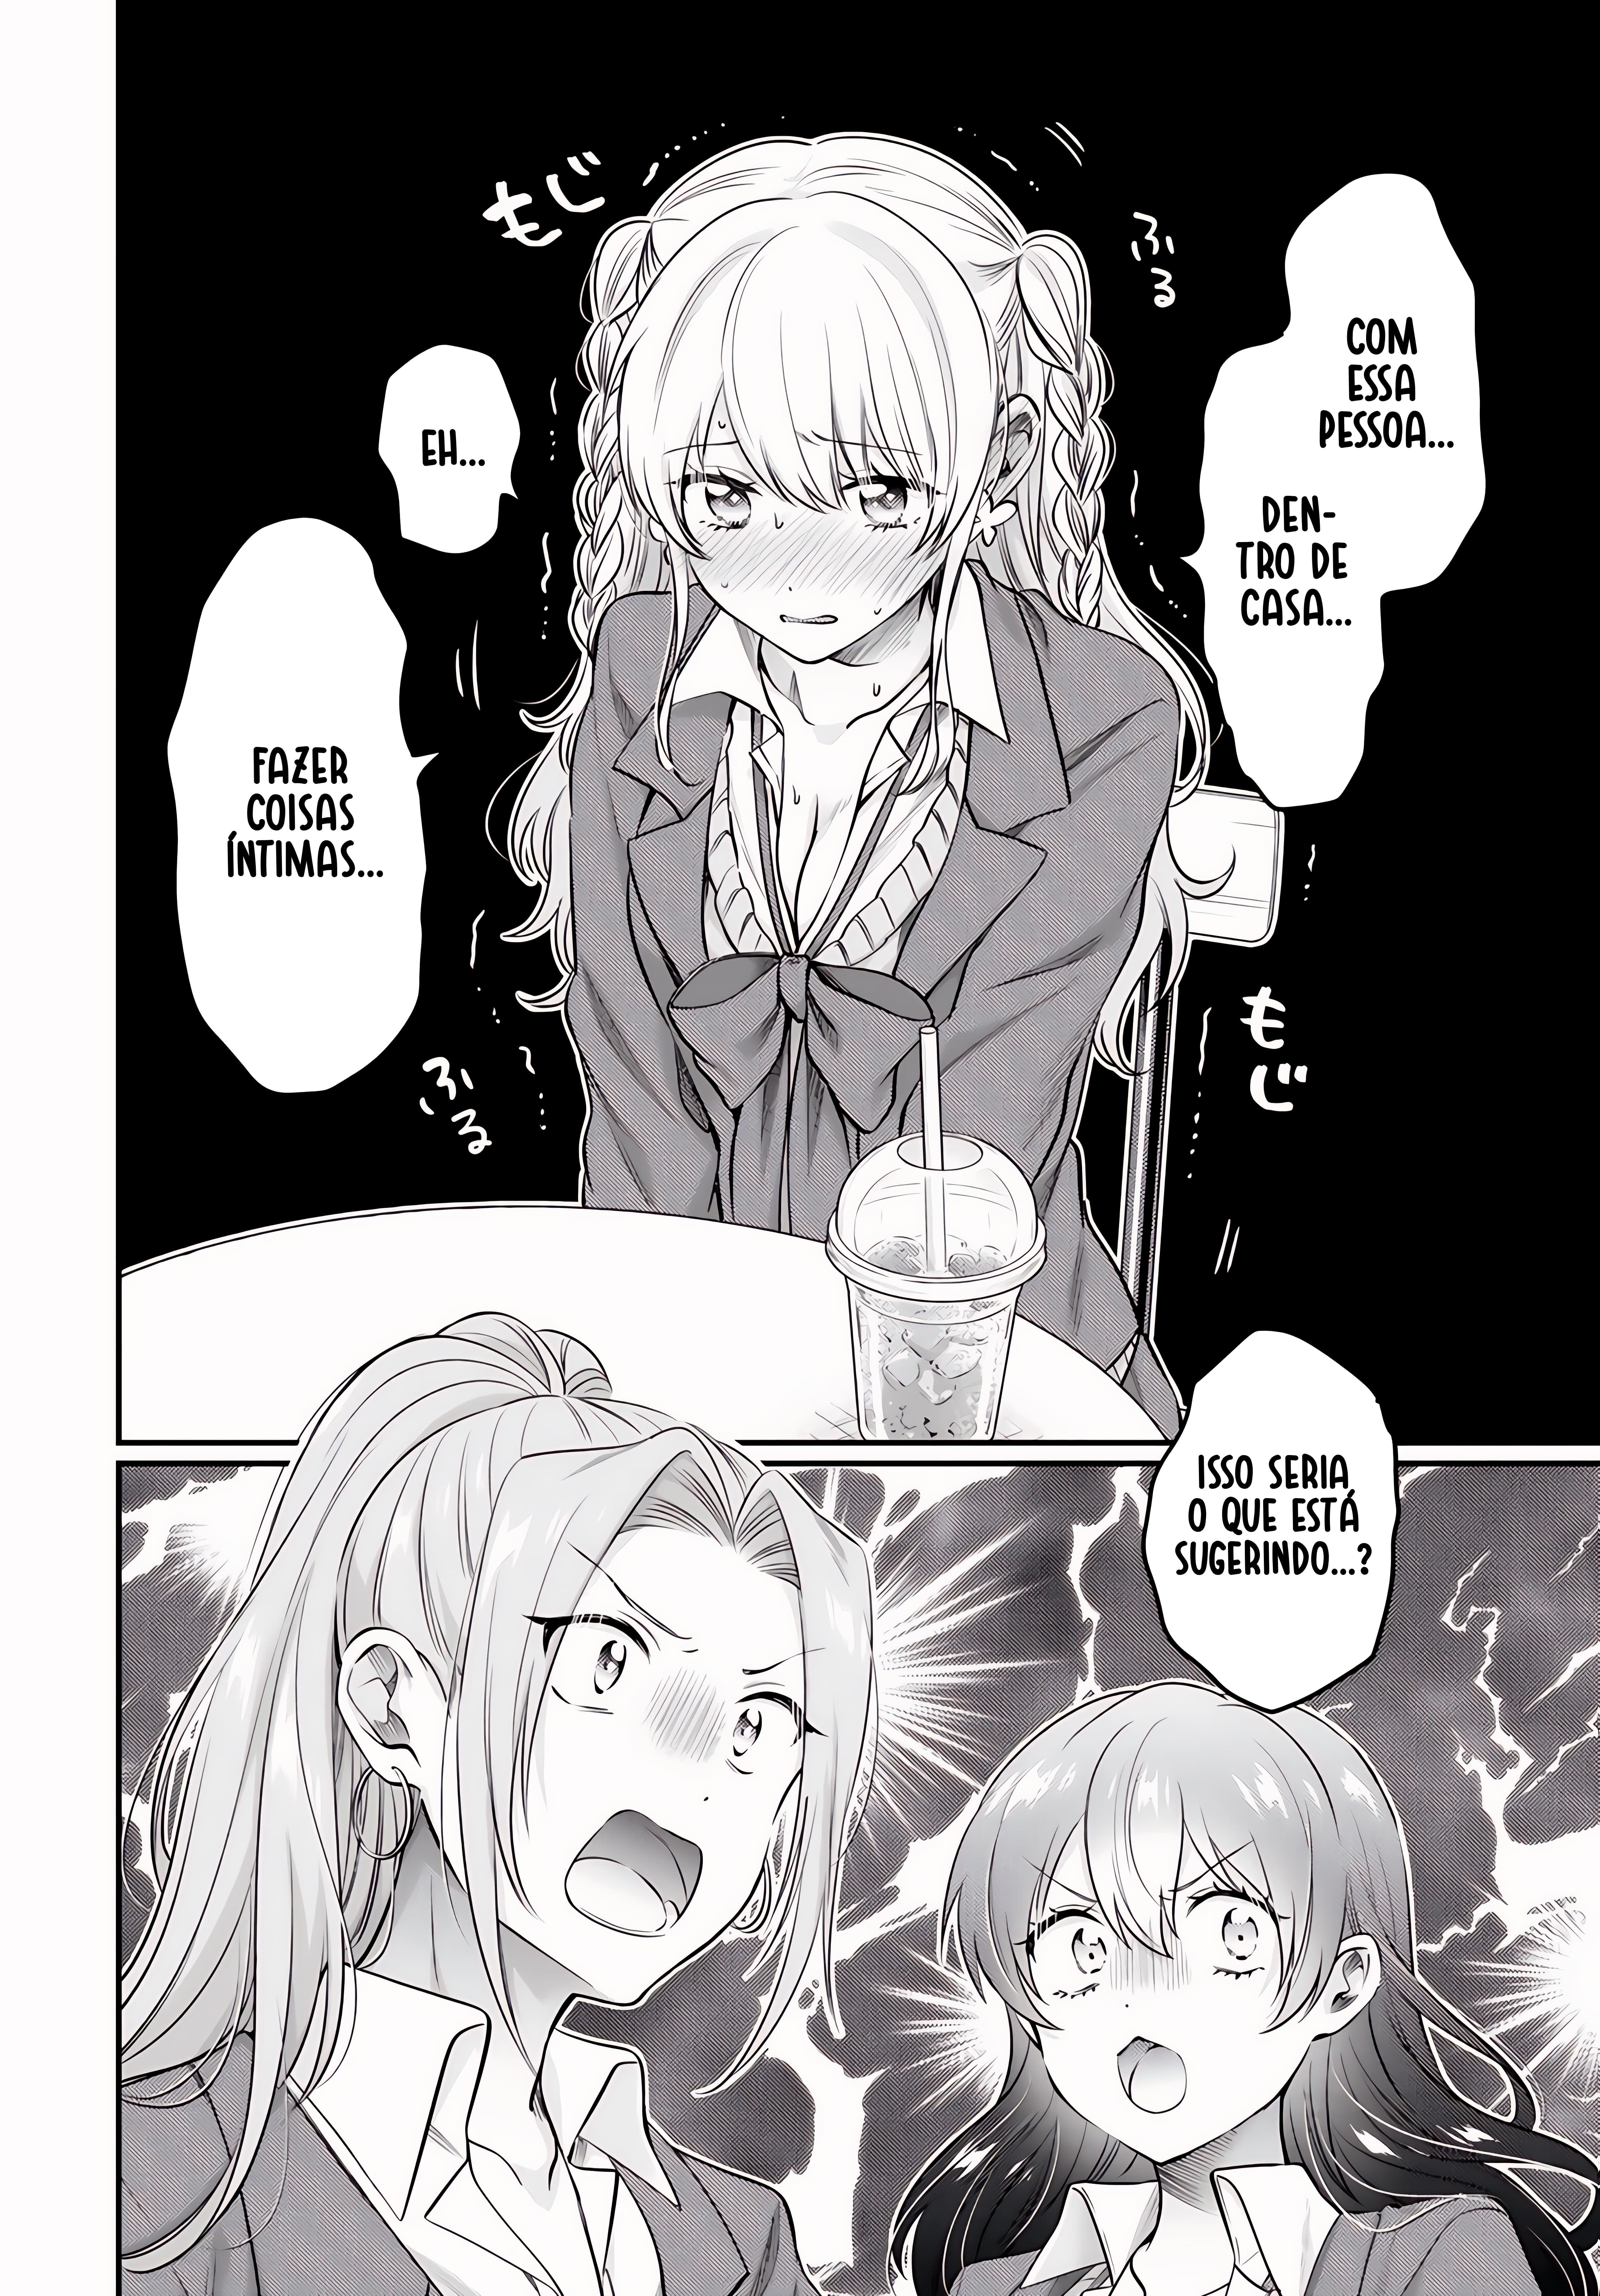 COM
ESSA
PESSOA...
DEN-
TRO DE
CASA...
ふ
る
もじ
EH...
FAZER
COISAS
ÍNTIMAS...
も
じ
ふ
る
ISSO SERIA
O QUE ESTÁ
SUGERINDO...?